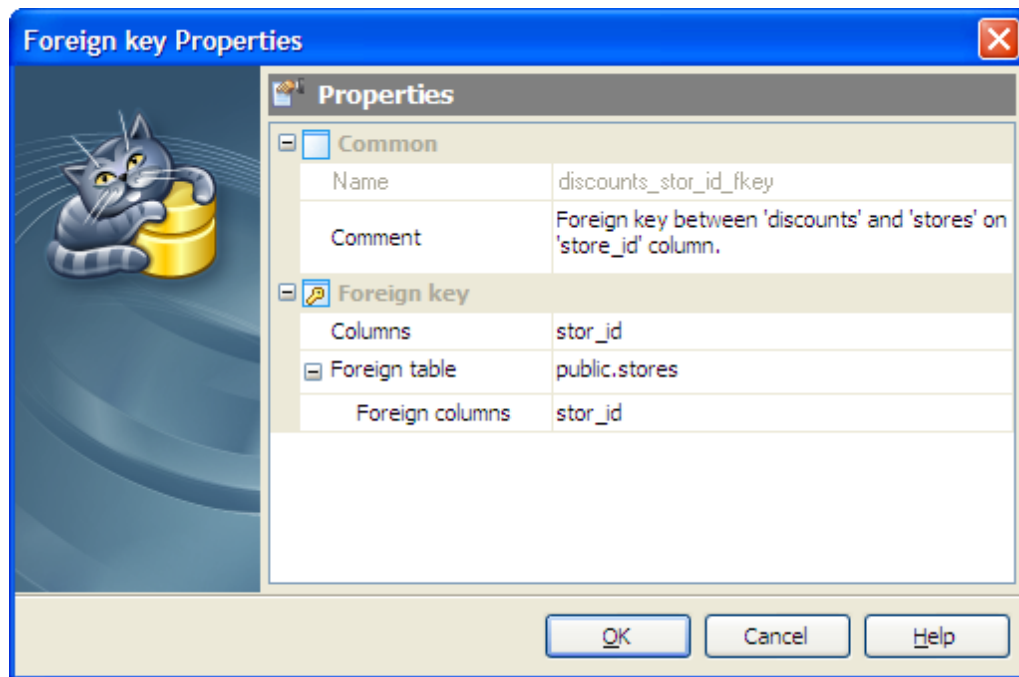 Foreign key Properties
Properties
Common
Name discounts_stor_id_fkey
Comment Foreign key between 'discounts' and 'stores' on
'store_id' column.
Foreign key
Columns stor_id
Foreign table public.stores
Foreign columns stor_id
OK Cancel Help